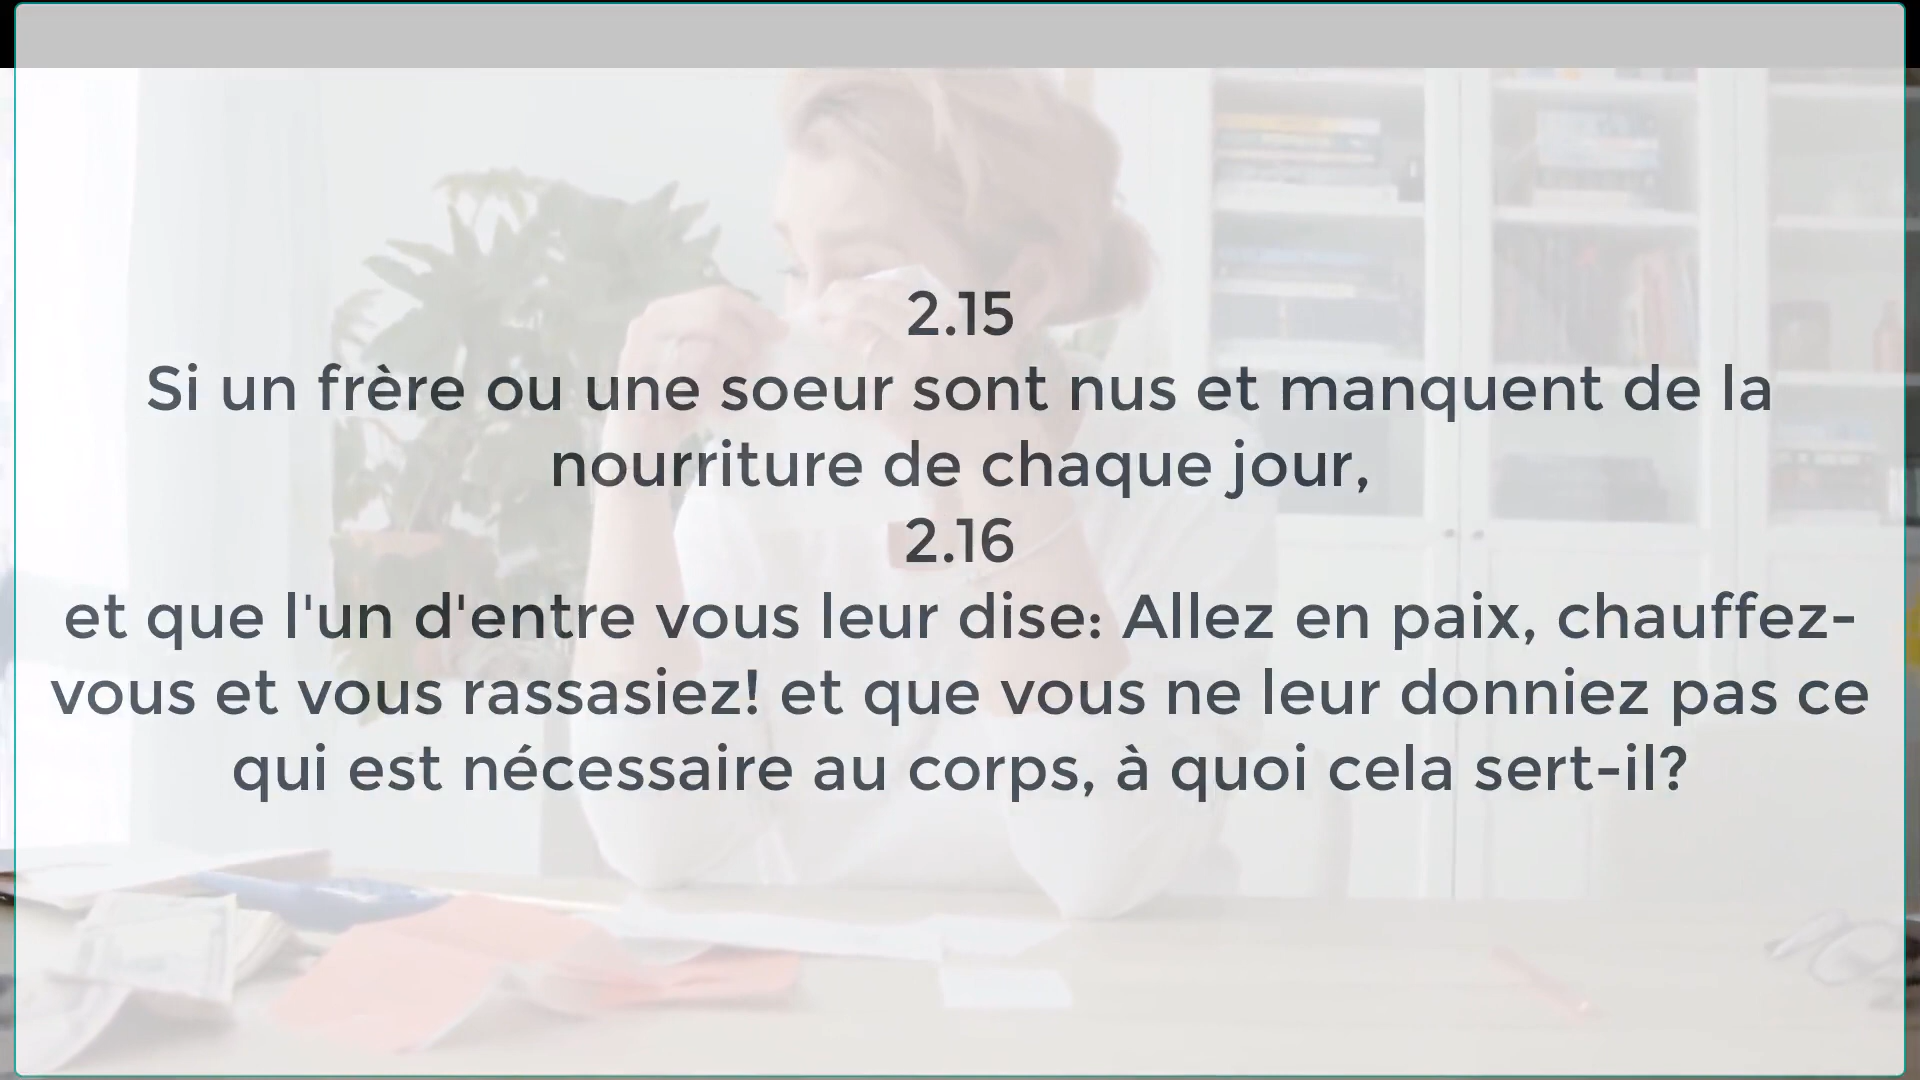 2.15
Si un frère ou une soeur sont nus et manquent de la
nourriture de chaque jour,
2.16
et que l'un d'entre vous leur dise: Allez en paix, chauffez-
vous et vous rassasiez! et que vous ne leur donniez pas ce
qui est nécessaire au corps, à quoi cela sert-il?